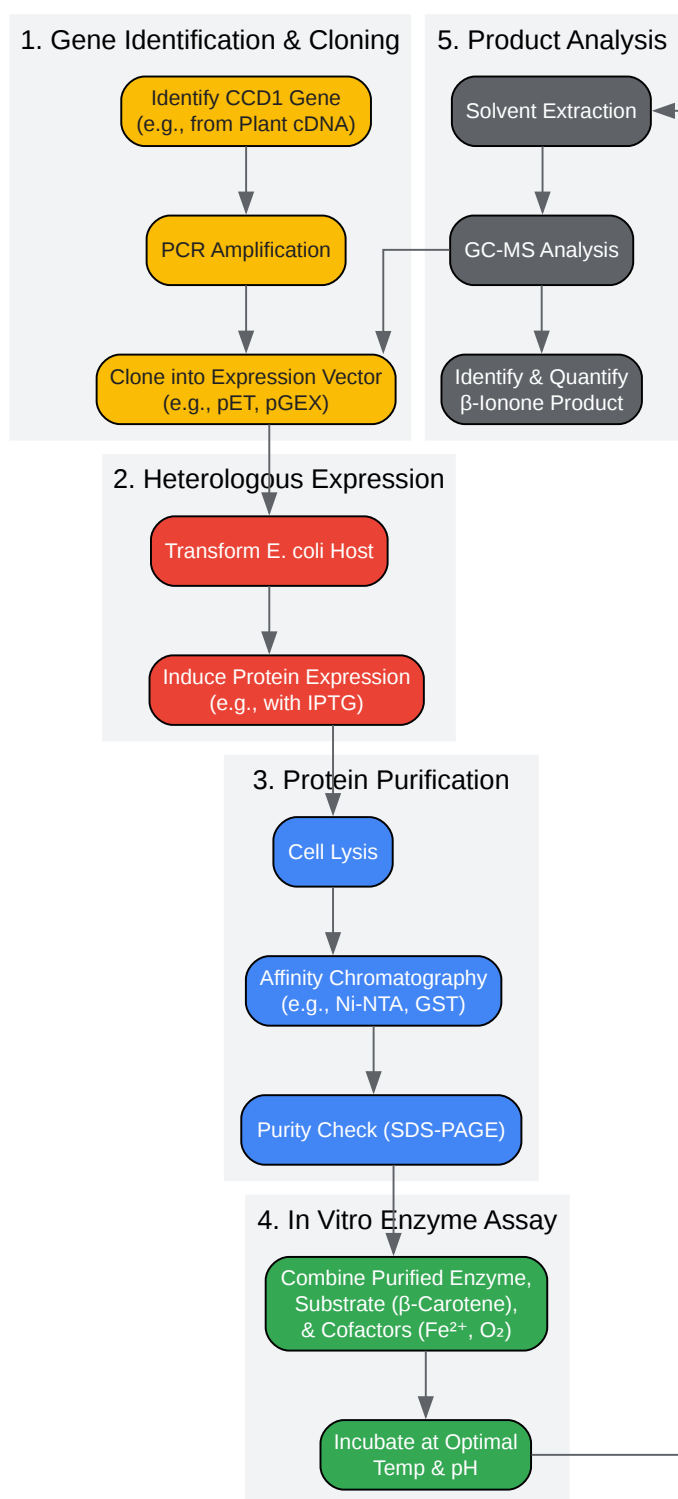 1. Gene Identification & Cloning
Identify CCD1 Gene
(e.g., from Plant cDNA)
PCR Amplification
Clone into Expression Vector
(e.g., pET, pGEX)
5. Product Analysis
Solvent Extraction
GC-MS Analysis
Identify & Quantify
β-Ionone Product
2. Heterologous Expression
Transform E. coli Host
Induce Protein Expression
(e.g., with IPTG)
3. Protein Purification
Cell Lysis
Affinity Chromatography
(e.g., Ni-NTA, GST)
Purity Check (SDS-PAGE)
4. In Vitro Enzyme Assay
Combine Purified Enzyme,
Substrate (β-Carotene),
& Cofactors (Fe²⁺, O₂)
Incubate at Optimal
Temp & pH